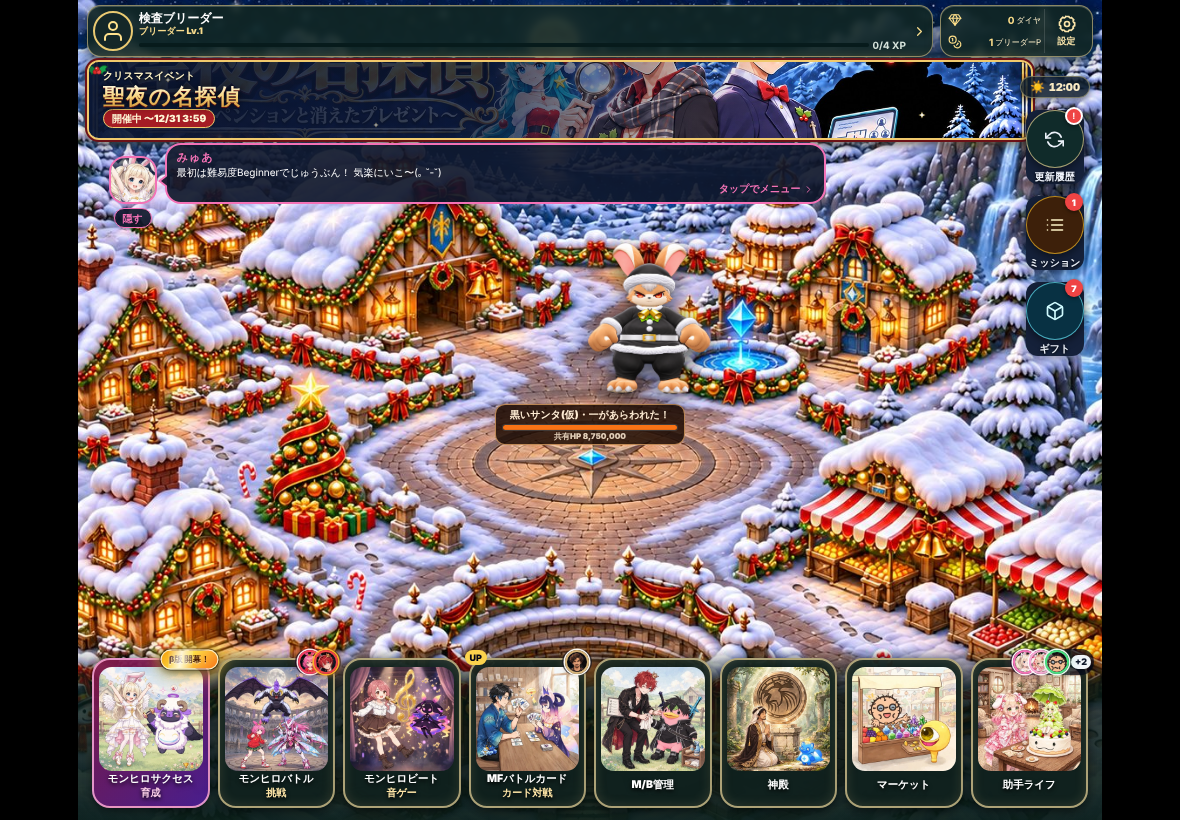 検査ブリーダー
ブリーダー Lv.1
0/4 XP
0 ダイヤ
1 ブリーダーP
設定
クリスマスイベント
聖夜の名探偵
開催中 〜12/31 3:59
12:00
!
更新履歴
みゅあ
最初は難易度Beginnerでじゅうぶん！ 気楽にいこ〜(。˘-˘)
タップでメニュー
隠す
1
ミッション
7
ギフト
黒いサンタ(仮)・一があらわれた！
共有HP 8,750,000
開幕！
UP
+2
モンヒロサクセス
育成
モンヒロバトル
挑戦
モンヒロビート
音ゲー
MFバトルカード
カード対戦
M/B管理
神殿
マーケット
助手ライフ